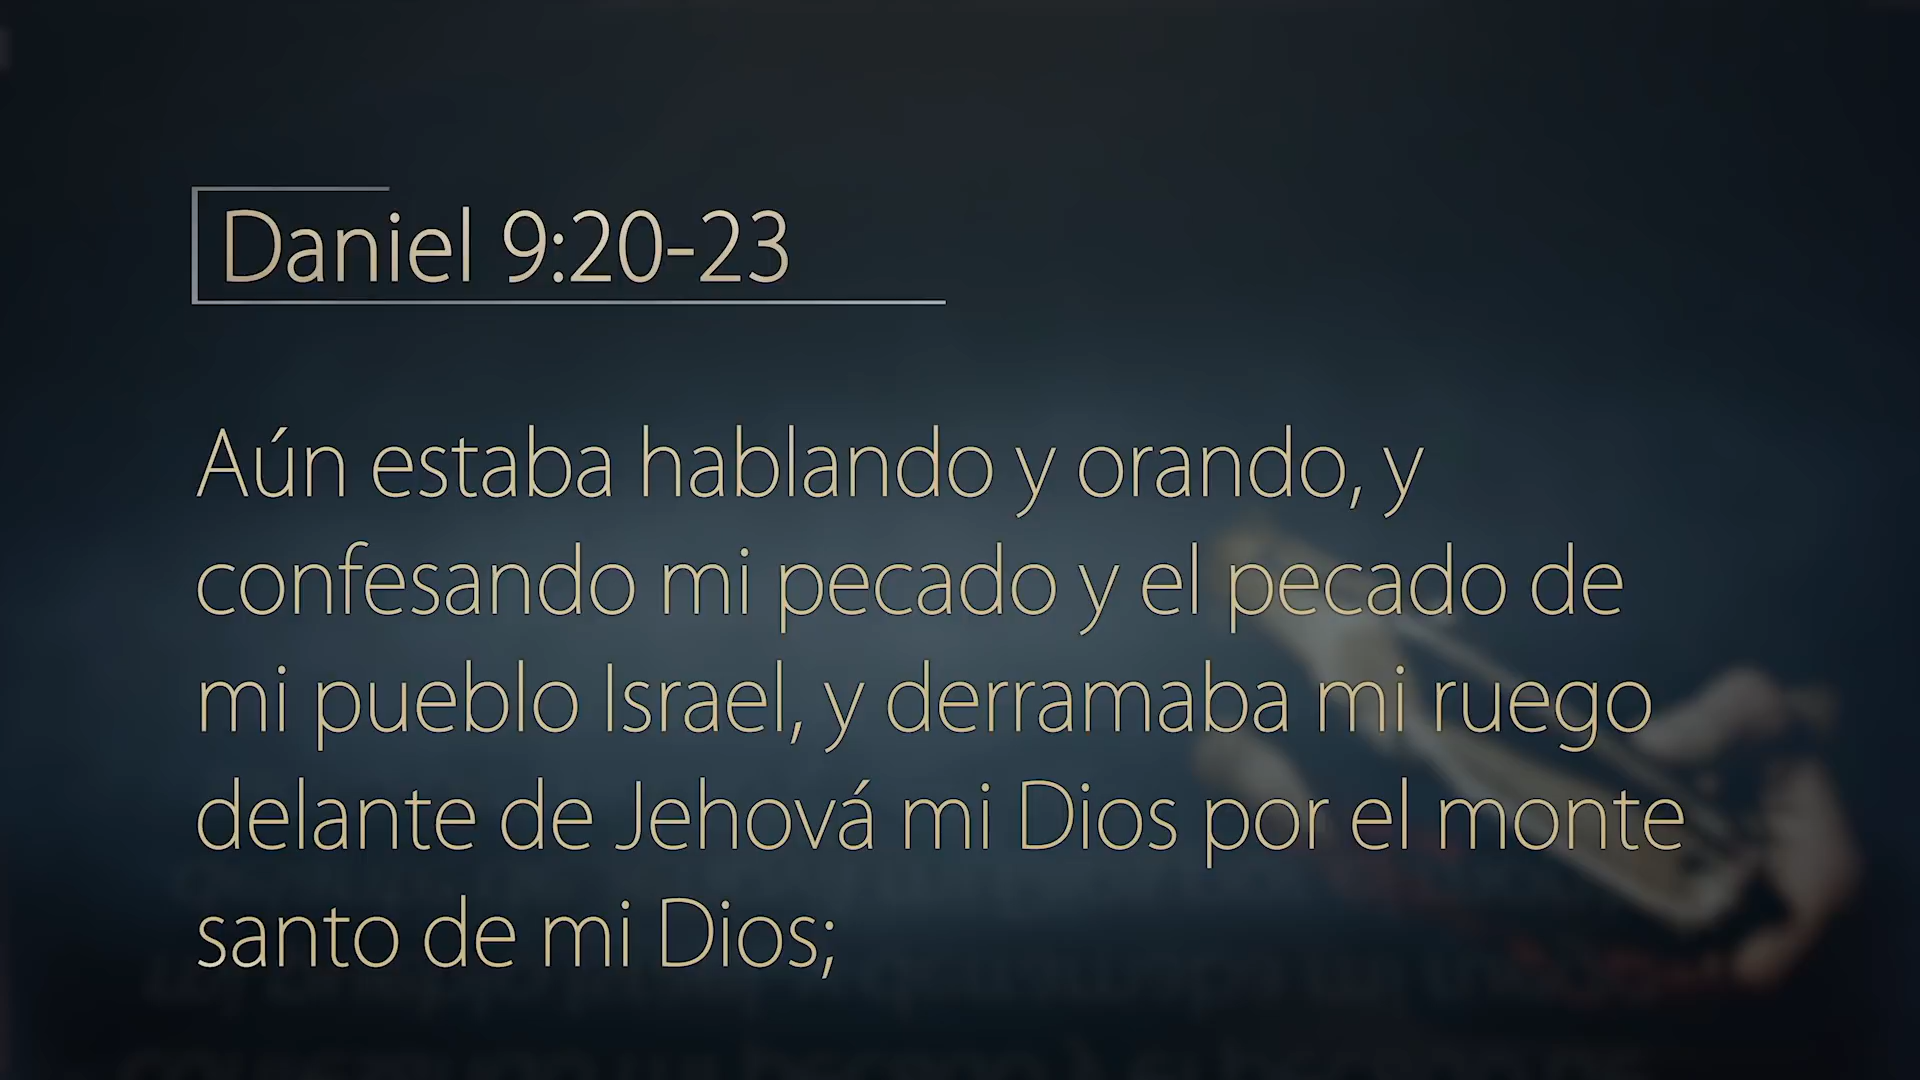 Daniel 9:20-23
Aún estaba hablando y orando, y
confesando mi pecado y el pecado de
mi pueblo Israel, y derramaba mi ruego
delante de Jehová mi Dios por el monte
santo de mi Dios;